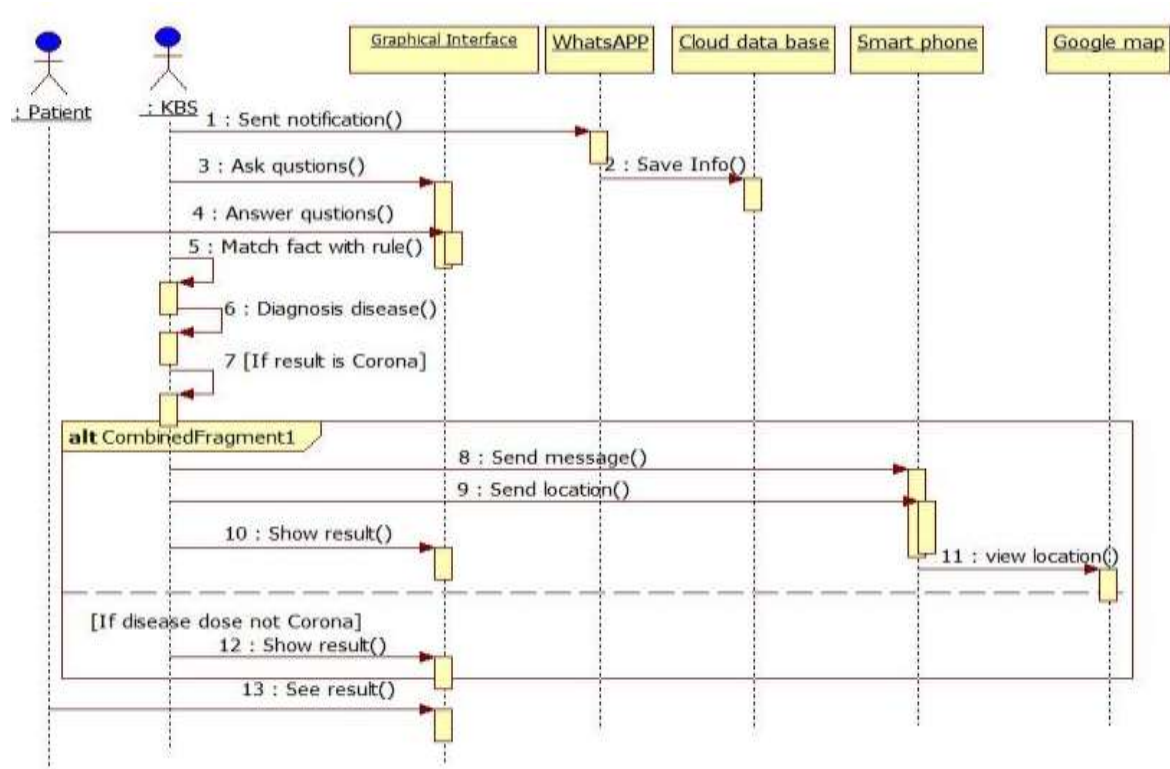 Graphical Interface
WhatsAPP
Cloud data base
Smart phone
Google map
: Patient
: KBS
1 : Sent notification()
2 : Save Info()
3 : Ask qustions()
4 : Answer qustions()
5 : Match fact with rule()
6 : Diagnosis disease()
7 [If result is Corona]
alt CombinedFragment1
8 : Send message()
9 : Send location()
10 : Show result()
11 : view location()
[If disease dose not Corona]
12 : Show result()
13 : See result()